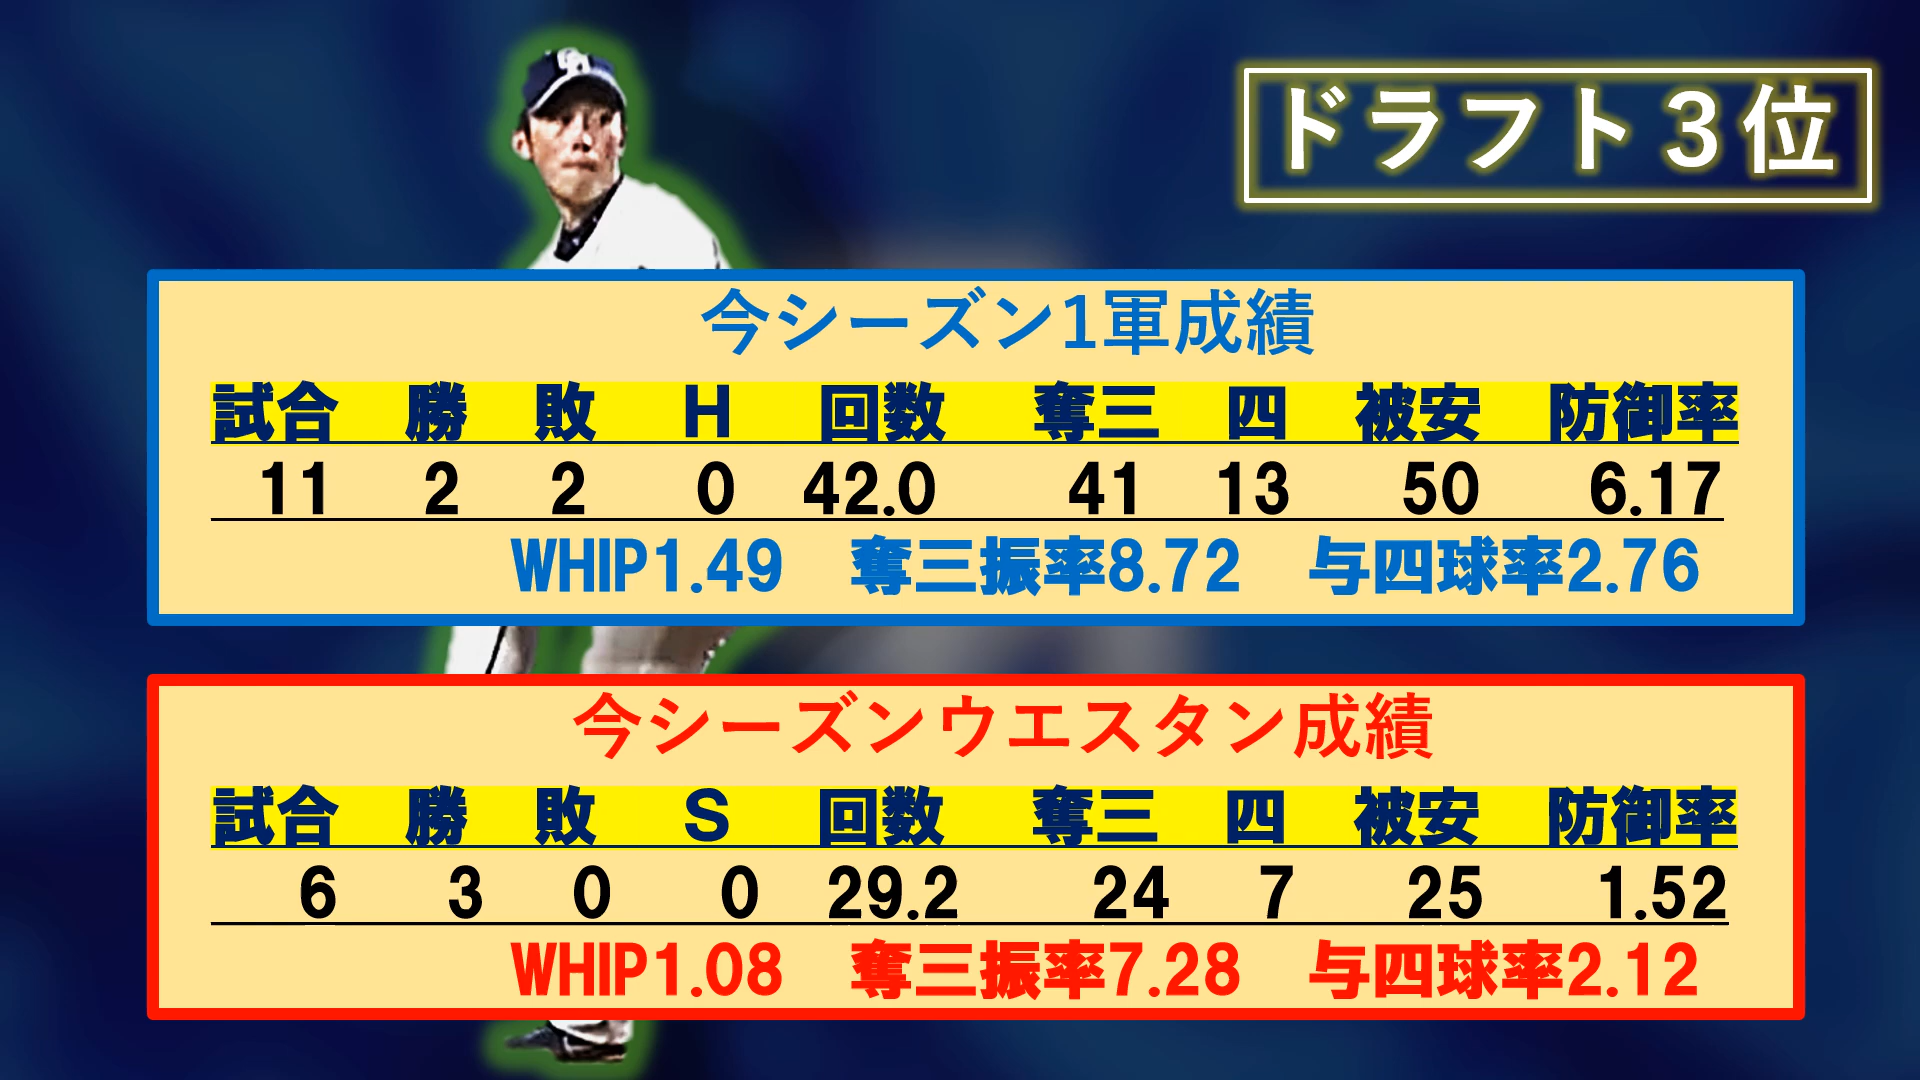 ドラフト３位
今シーズン1軍成績
試合 勝 敗 H 回数 奪三 四 被安 防御率
11 2 2 0 42.0 41 13 50 6.17
WHIP1.49 奪三振率8.72 与四球率2.76
今シーズンウエスタン成績
試合 勝 敗 S 回数 奪三 四 被安 防御率
6 3 0 0 29.2 24 7 25 1.52
WHIP1.08 奪三振率7.28 与四球率2.12